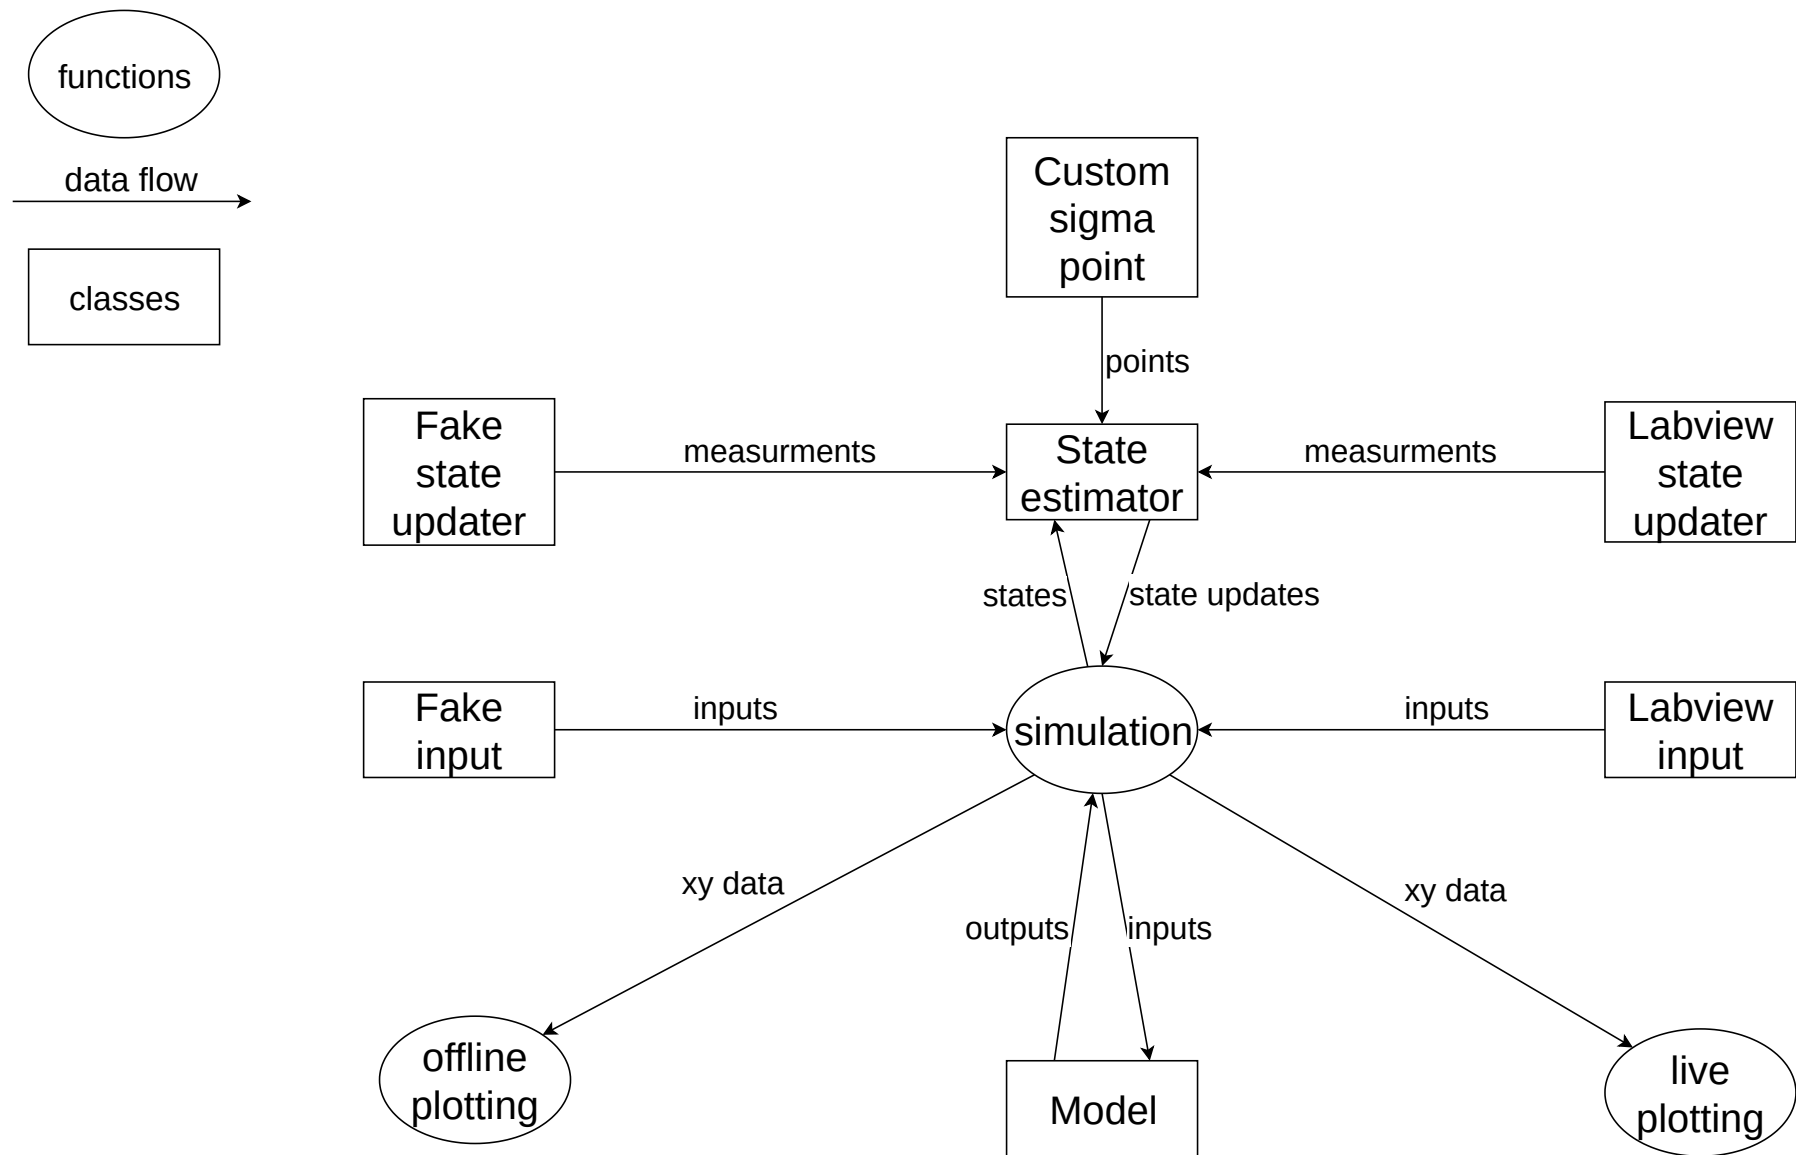 functions
data flow
classes
Custom
sigma
point
points
Fake
state
updater
measurments
State
estimator
measurments
Labview
state
updater
states
state updates
Fake
input
inputs
simulation
inputs
Labview
input
xy data
outputs
inputs
xy data
offline
plotting
Model
live
plotting